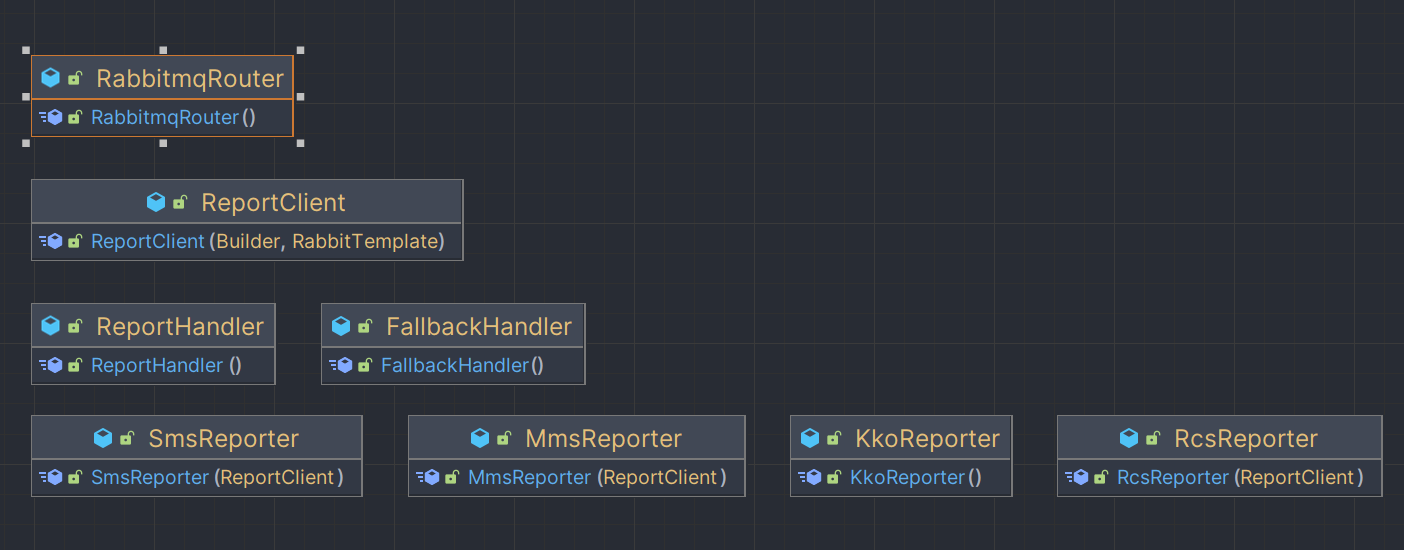 RabbitmqRouter
RabbitmqRouter()
ReportClient
ReportClient(Builder, RabbitTemplate)
ReportHandler
ReportHandler ()
FallbackHandler
FallbackHandler()
SmsReporter
SmsReporter (ReportClient )
MmsReporter
MmsReporter (ReportClient )
KkoReporter
KkoReporter()
RcsReporter
RcsReporter (ReportClient )